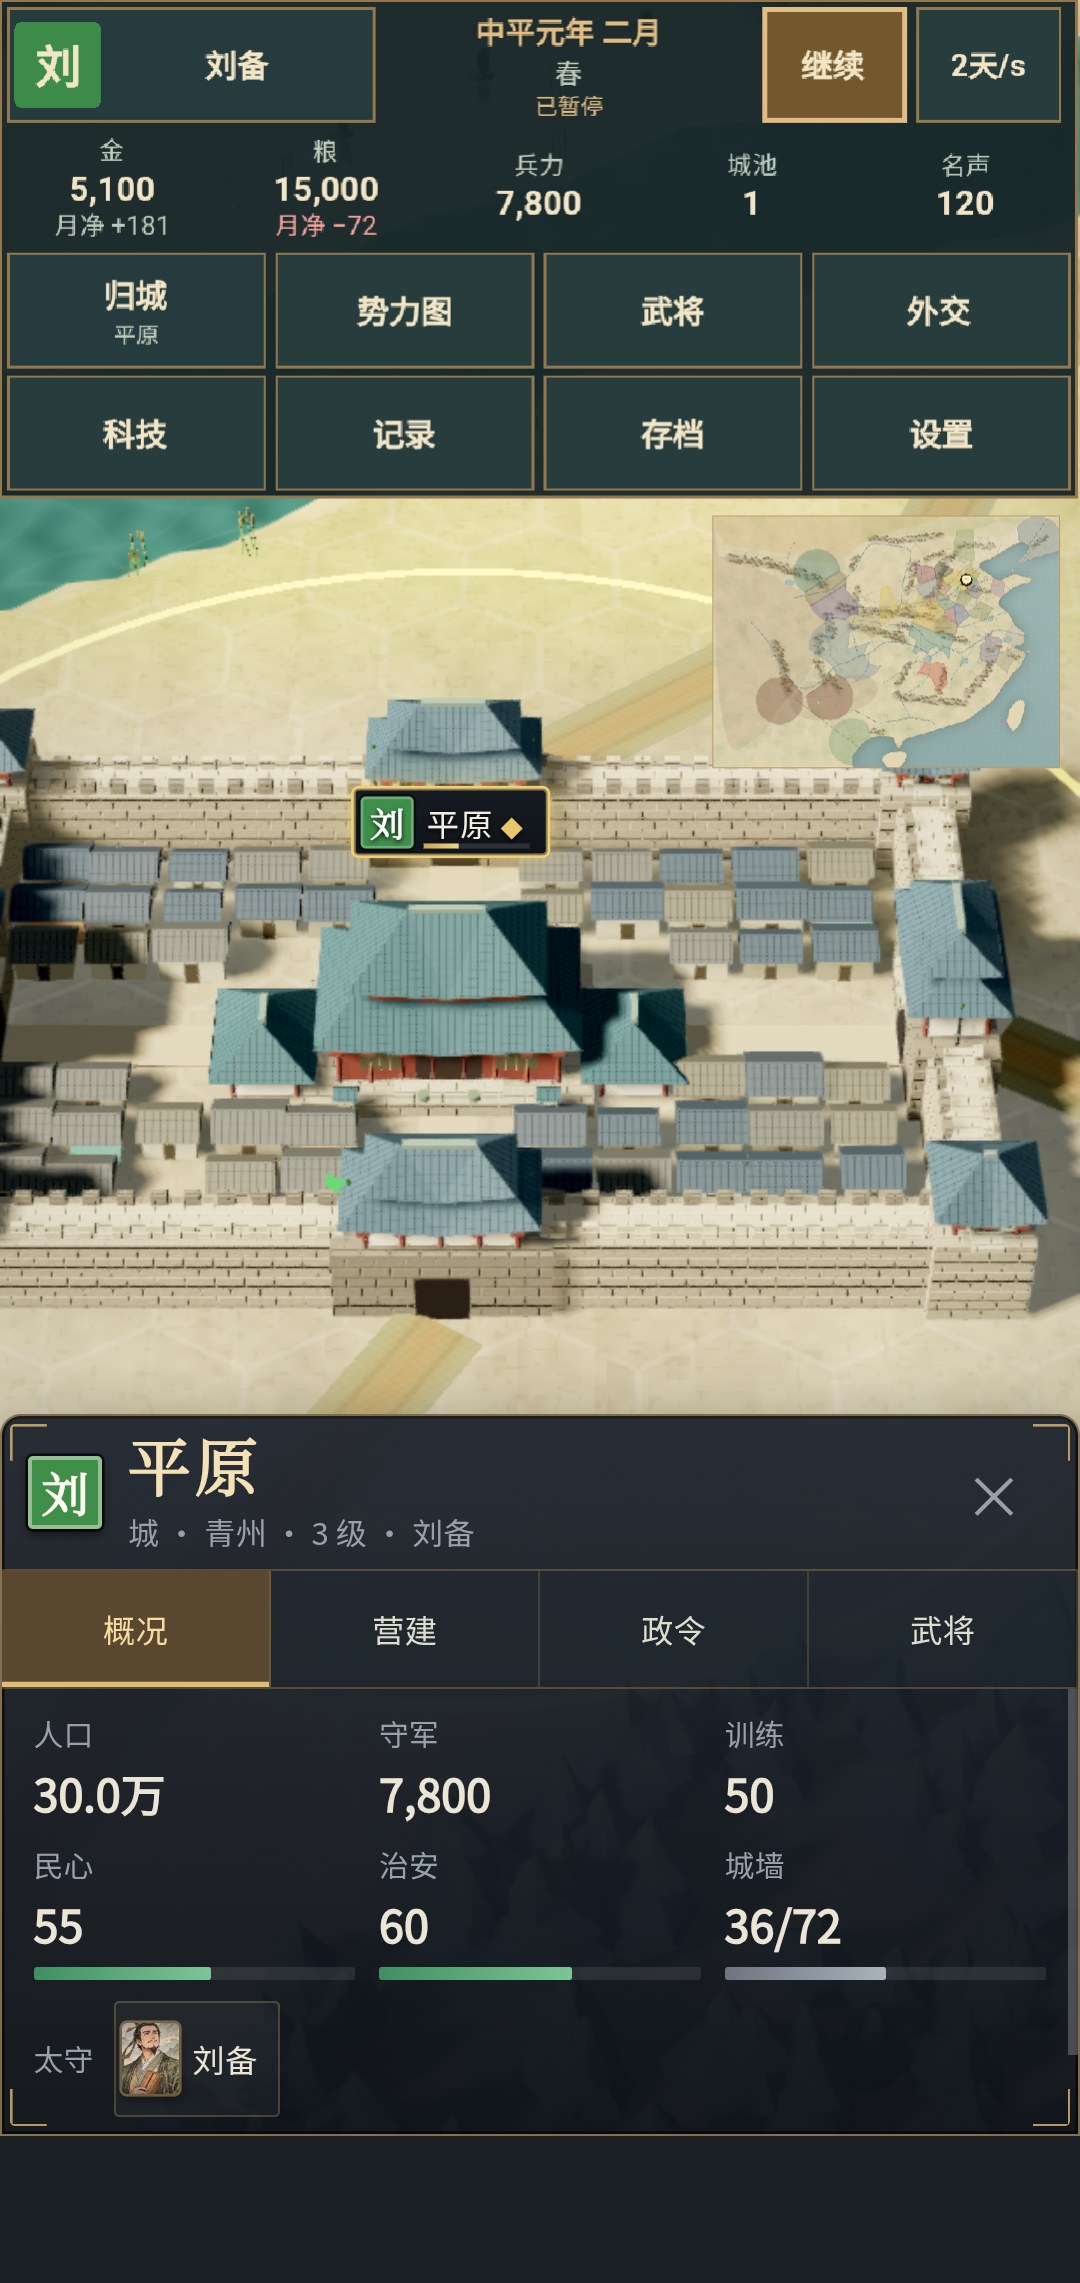 刘 刘备
中平元年 二月
春
已暂停
继续
2天/s
金
5,100
月净 +181
粮
15,000
月净 -72
兵力
7,800
城池
1
名声
120
归城
平原
势力图
武将
外交
科技
记录
存档
设置
刘 平原
刘
平原
城 · 青州 · 3 级 · 刘备
概况
营建
政令
武将
人口
守军
训练
30.0万
7,800
50
民心
治安
城墙
55
60
36/72
太守
刘备